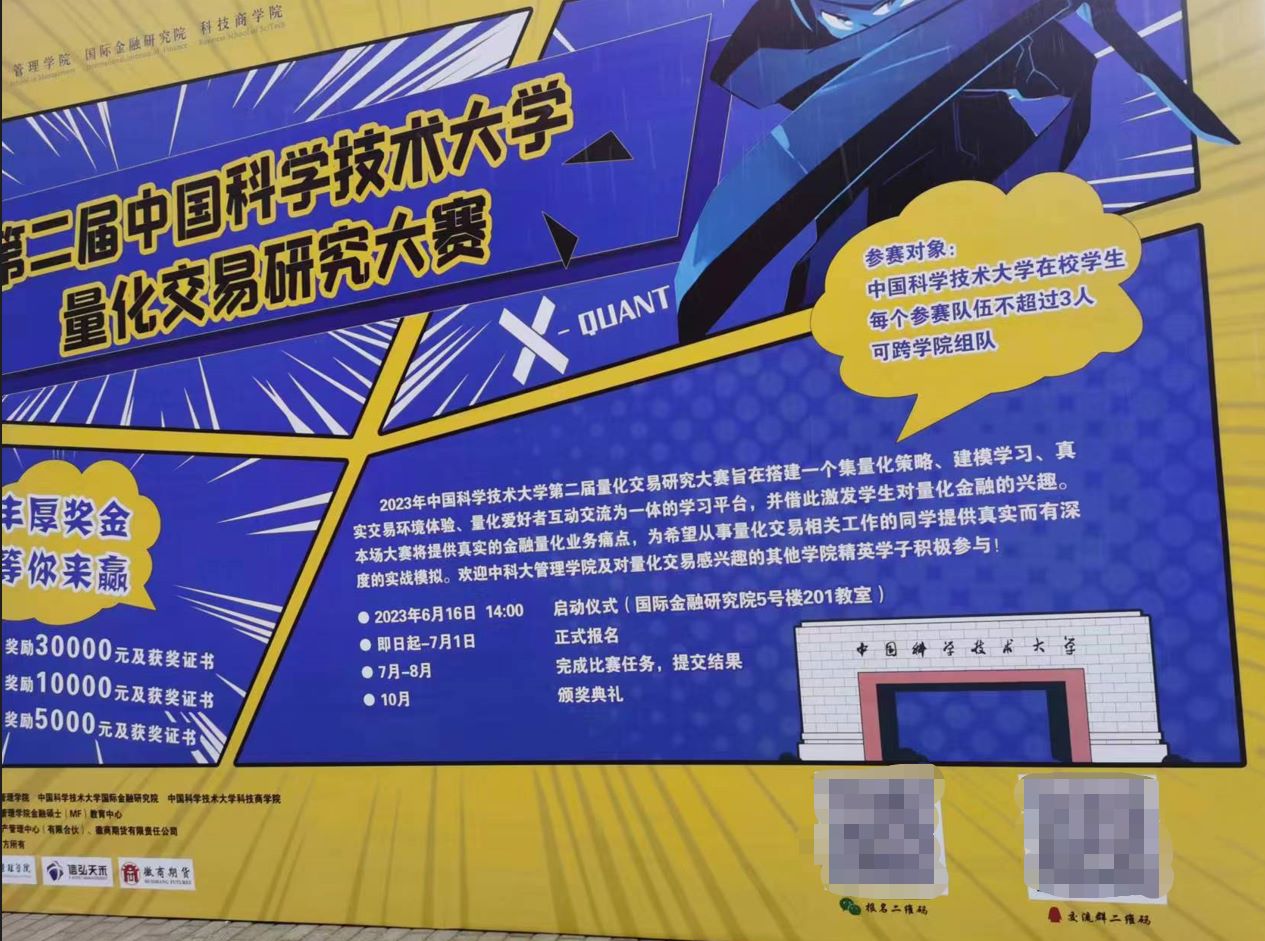 管理学院 国际金融研究院 科技商学院
第二届中国科学技术大学
量化交易研究大赛
X-QUANT
参赛对象：
中国科学技术大学在校学生
每个参赛队伍不超过3人
可跨学院组队
丰厚奖金
等你来赢
奖励30000元及获奖证书
奖励10000元及获奖证书
奖励5000元及获奖证书
2023年中国科学技术大学第二届量化交易研究大赛旨在搭建一个集量化策略、建模学习、真
实交易环境体验、量化爱好者互动交流为一体的学习平台，并借此激发学生对量化金融的兴趣。
本场大赛将提供真实的金融量化业务痛点，为希望从事量化交易相关工作的同学提供真实而有深
度的实战模拟。欢迎中科大管理学院及对量化交易感兴趣的其他学院精英学子积极参与！
●2023年6月16日 14:00 启动仪式（国际金融研究院5号楼201教室）
●即日起-7月1日 正式报名
●7月-8月 完成比赛任务，提交结果
●10月 颁奖典礼
中国科学技术大学
管理学院 中国科学技术大学国际金融研究院 中国科学技术大学科技商学院
管理学院金融硕士（MF）教育中心
产管理中心（有限合伙）、徽商期货有限责任公司
方所有
信弘天禾
徽商期货
HUISHANG FUTURES
报名二维码
交流群二维码